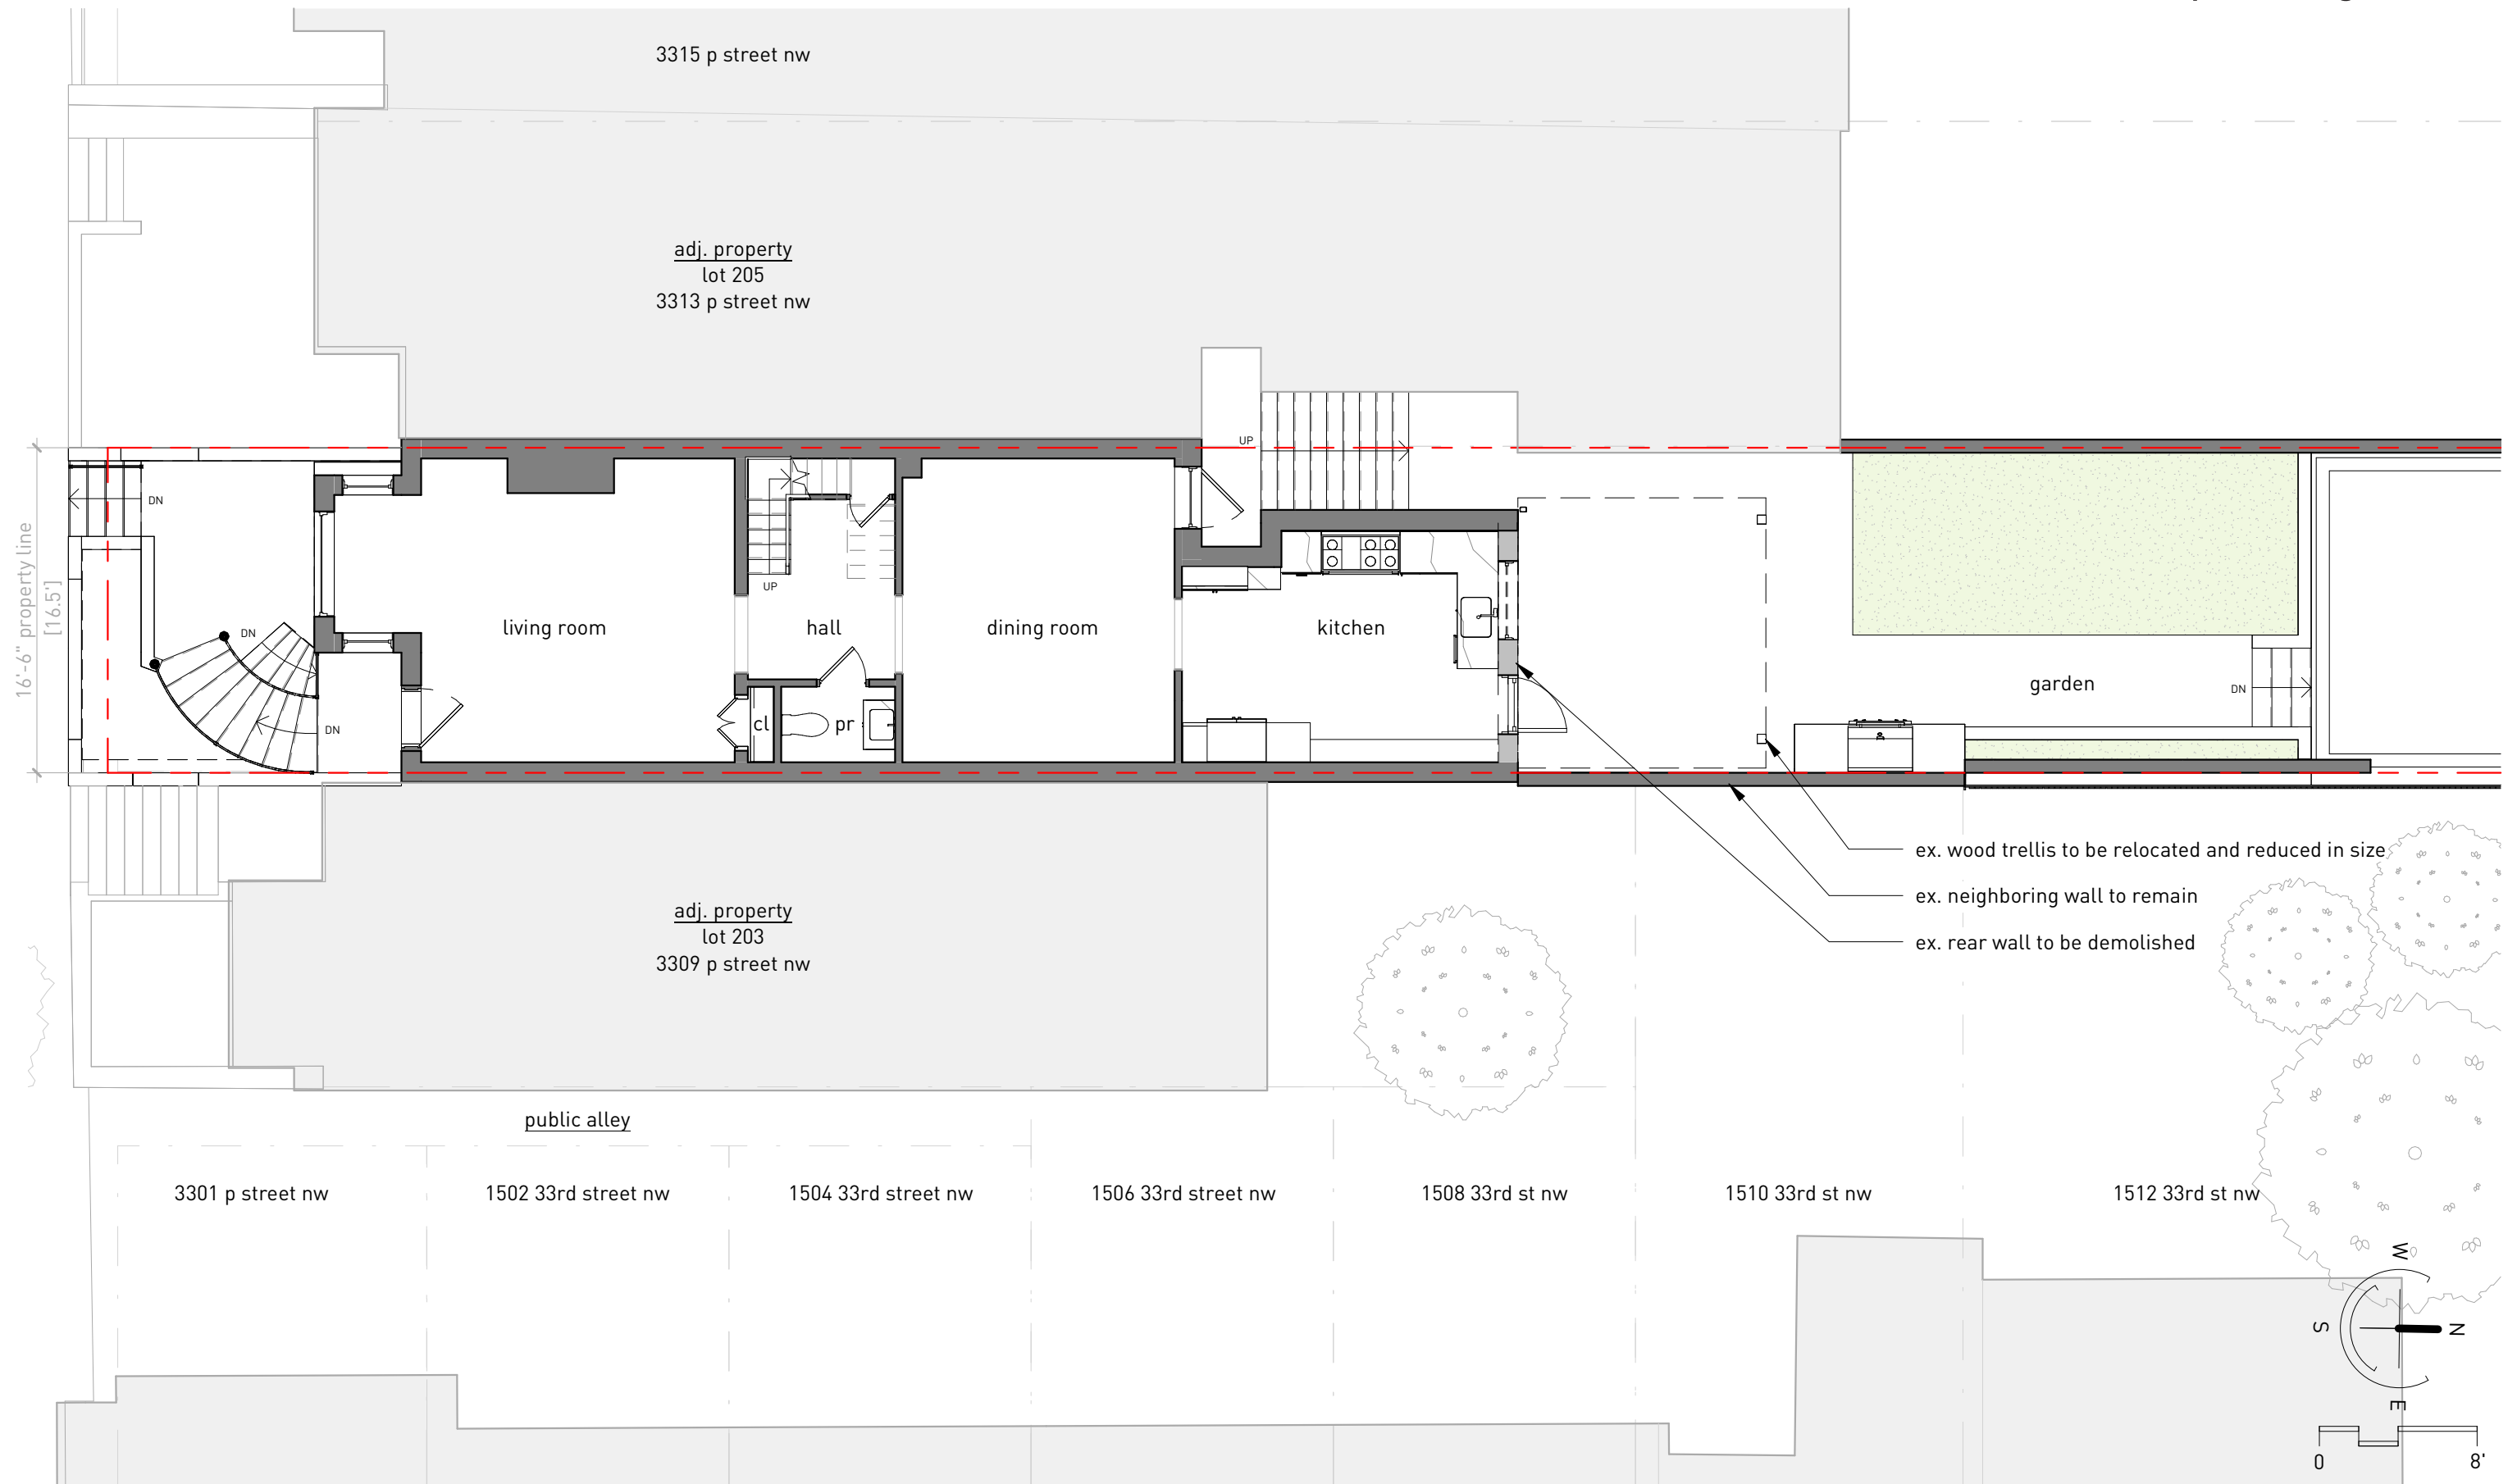 3315 p street nw
adj. property
lot 205
3313 p street nw
UP
DN
16'-6" property line
[16.5']
UP
DN
living room
hall
dining room
kitchen
garden
DN
cl
pr
DN
ex. wood trellis to be relocated and reduced in size
ex. neighboring wall to remain
ex. rear wall to be demolished
adj. property
lot 203
3309 p street nw
public alley
3301 p street nw
1502 33rd street nw
1504 33rd street nw
1506 33rd street nw
1508 33rd st nw
1510 33rd st nw
1512 33rd st nw
W
S
N
E
0
8'